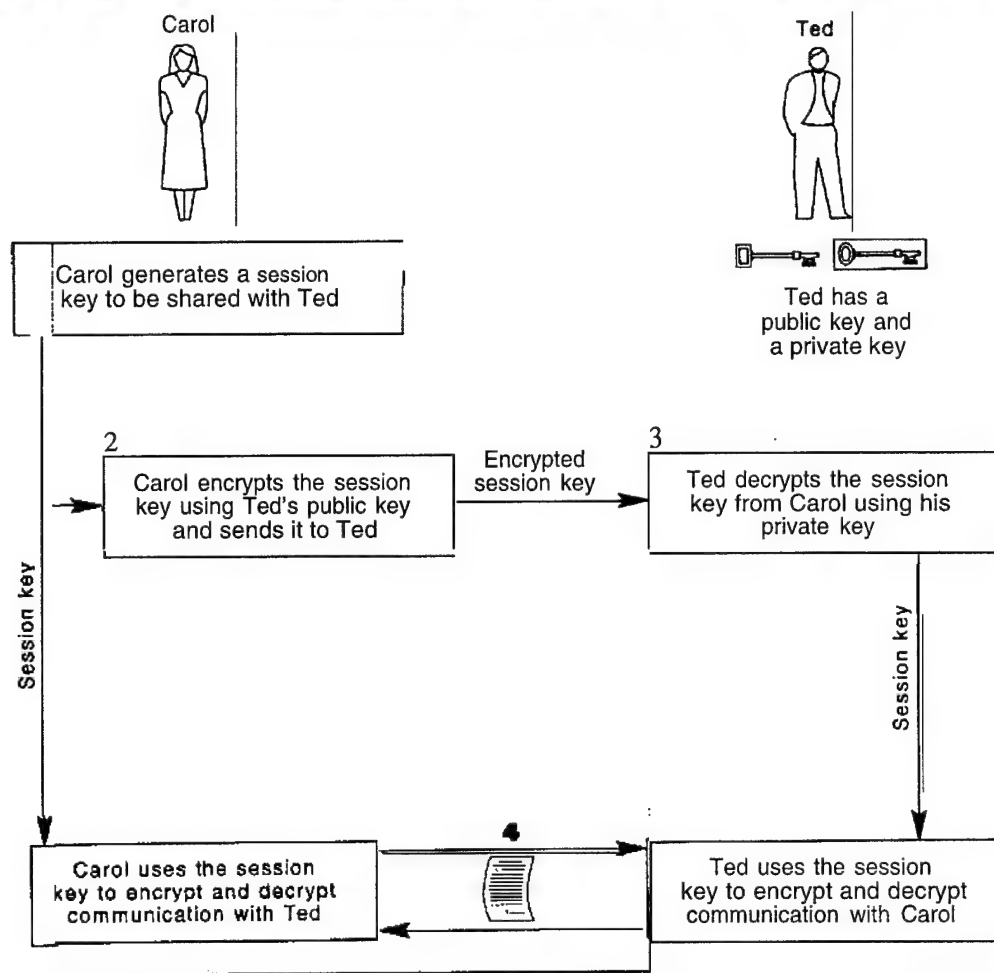 Carol
Ted
Carol generates a session
key to be shared with Ted
Ted has a
public key and
a private key
2
Carol encrypts the session
key using Ted's public key
and sends it to Ted
Encrypted
session key
3
Ted decrypts the session
key from Carol using his
private key
Session key
Session key
4
Carol uses the session
key to encrypt and decrypt
communication with Ted
Ted uses the session
key to encrypt and decrypt
communication with Carol